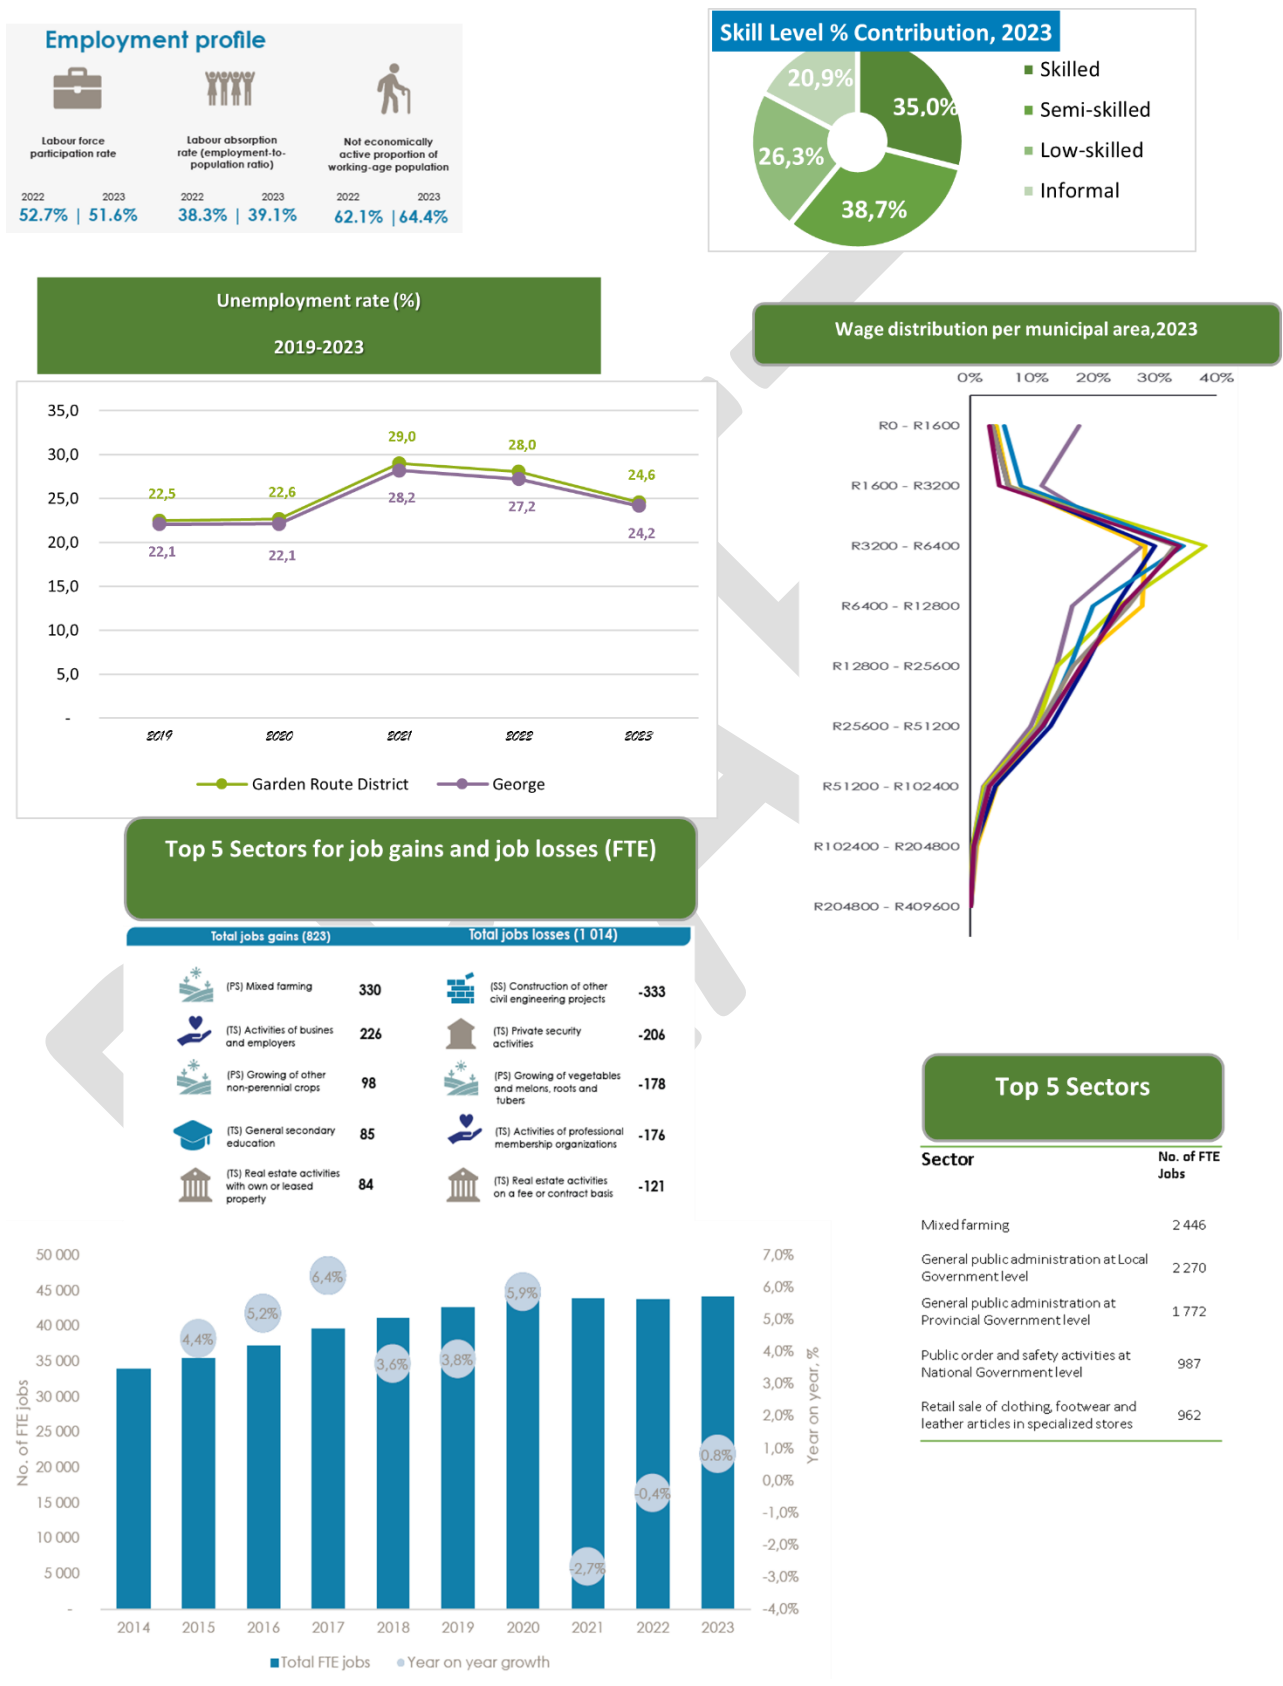 Employment profile
Labour force
participation rate
Labour absorption
rate (employment-to-
population ratio)
Not economically
active proportion of
working-age population
2022 2023
52.7% | 51.6%
2022 2023
38.3% | 39.1%
2022 2023
62.1% | 64.4%
Skill Level % Contribution, 2023
20,9%
35,0%
26,3%
38,7%
Skilled
Semi-skilled
Low-skilled
Informal
Unemployment rate (%)
2019-2023
35,0
30,0
25,0
20,0
15,0
10,0
5,0
-
22,5
22,6
29,0
28,0
24,6
22,1
22,1
28,2
27,2
24,2
2019 2020 2021 2022 2023
Garden Route District George
Wage distribution per municipal area,2023
0% 10% 20% 30% 40%
R0 - R1600
R1600 - R3200
R3200 - R6400
R6400 - R12800
R12800 - R25600
R25600 - R51200
R51200 - R102400
R102400 - R204800
R204800 - R409600
Top 5 Sectors for job gains and job losses (FTE)
Total jobs gains (823) Total jobs losses (1 014)
(PS) Mixed farming 330
(TS) Activities of busines
and employers 226
(PS) Growing of other
non-perennial crops 98
(TS) General secondary
education 85
(TS) Real estate activities
with own or leased
property 84
(SS) Construction of other
civil engineering projects -333
(TS) Private security
activities -206
(PS) Growing of vegetables
and melons, roots and
tubers -178
(TS) Activities of professional
membership organizations -176
(TS) Real estate activities
on a fee or contract basis -121
Top 5 Sectors
Sector No. of FTE
Jobs
Mixed farming 2 446
General public administration at Local
Government level 2 270
General public administration at
Provincial Government level 1 772
Public order and safety activities at
National Government level 987
Retail sale of clothing, footwear and
leather articles in specialized stores 962
No. of FTE jobs
50 000
45 000
40 000
35 000
30 000
25 000
20 000
15 000
10 000
5 000
-
4,4%
5,2%
6,4%
3,6%
3,8%
5,9%
-2,7%
-0,4%
0.8%
7,0%
6,0%
5,0%
4,0%
3,0%
2,0%
1,0%
0,0%
-1,0%
-2,0%
-3,0%
-4,0%
Year on year, %
2014 2015 2016 2017 2018 2019 2020 2021 2022 2023
Total FTE jobs Year on year growth